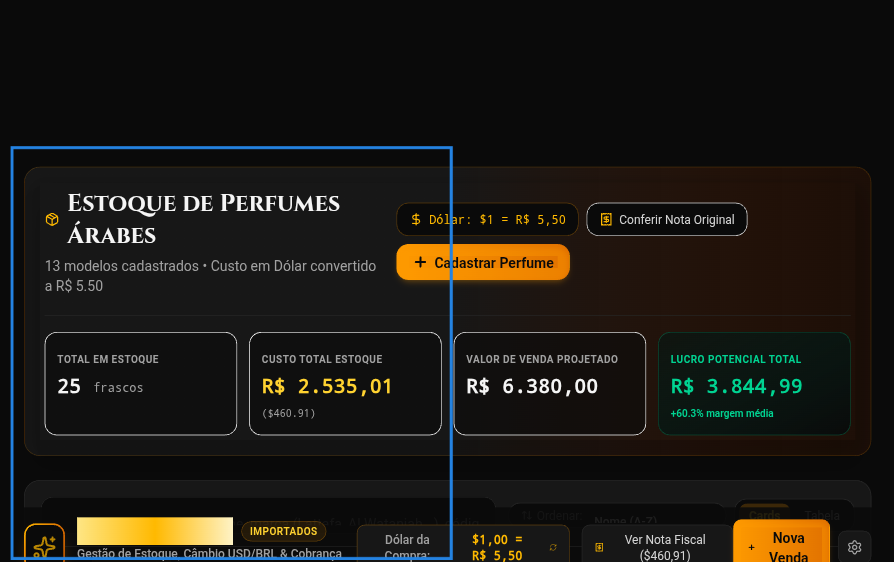 Estoque de Perfumes
Árabes
13 modelos cadastrados • Custo em Dólar convertido
a R$ 5.50
Dólar: $1 = R$ 5,50
Conferir Nota Original
Cadastrar Perfume
TOTAL EM ESTOQUE
25 frascos
CUSTO TOTAL ESTOQUE
R$ 2.535,01
($460.91)
VALOR DE VENDA PROJETADO
R$ 6.380,00
LUCRO POTENCIAL TOTAL
R$ 3.844,99
+60.3% margem média
Ordenar:
Nome (A-Z)
Cards
Tabela
IMPORTADOS
Gestão de Estoque, Câmbio USD/BRL & Cobrança
Dólar da
Compra:
$1,00 =
R$ 5,50
Ver Nota Fiscal
($460,91)
Nova
Venda